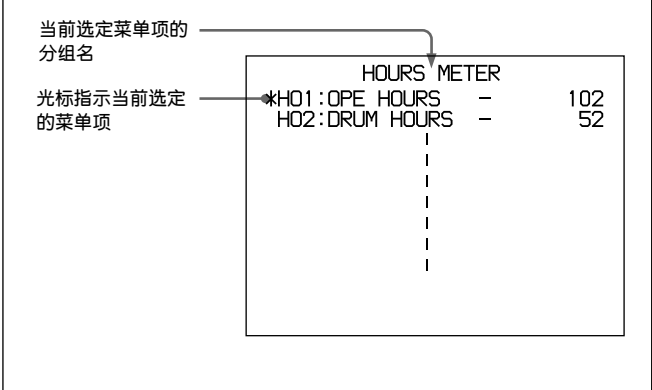 当前选定菜单项的
分组名
HOURS METER
光标指示当前选定
的菜单项
*H01:OPE HOURS – 102
H02:DRUM HOURS – 52